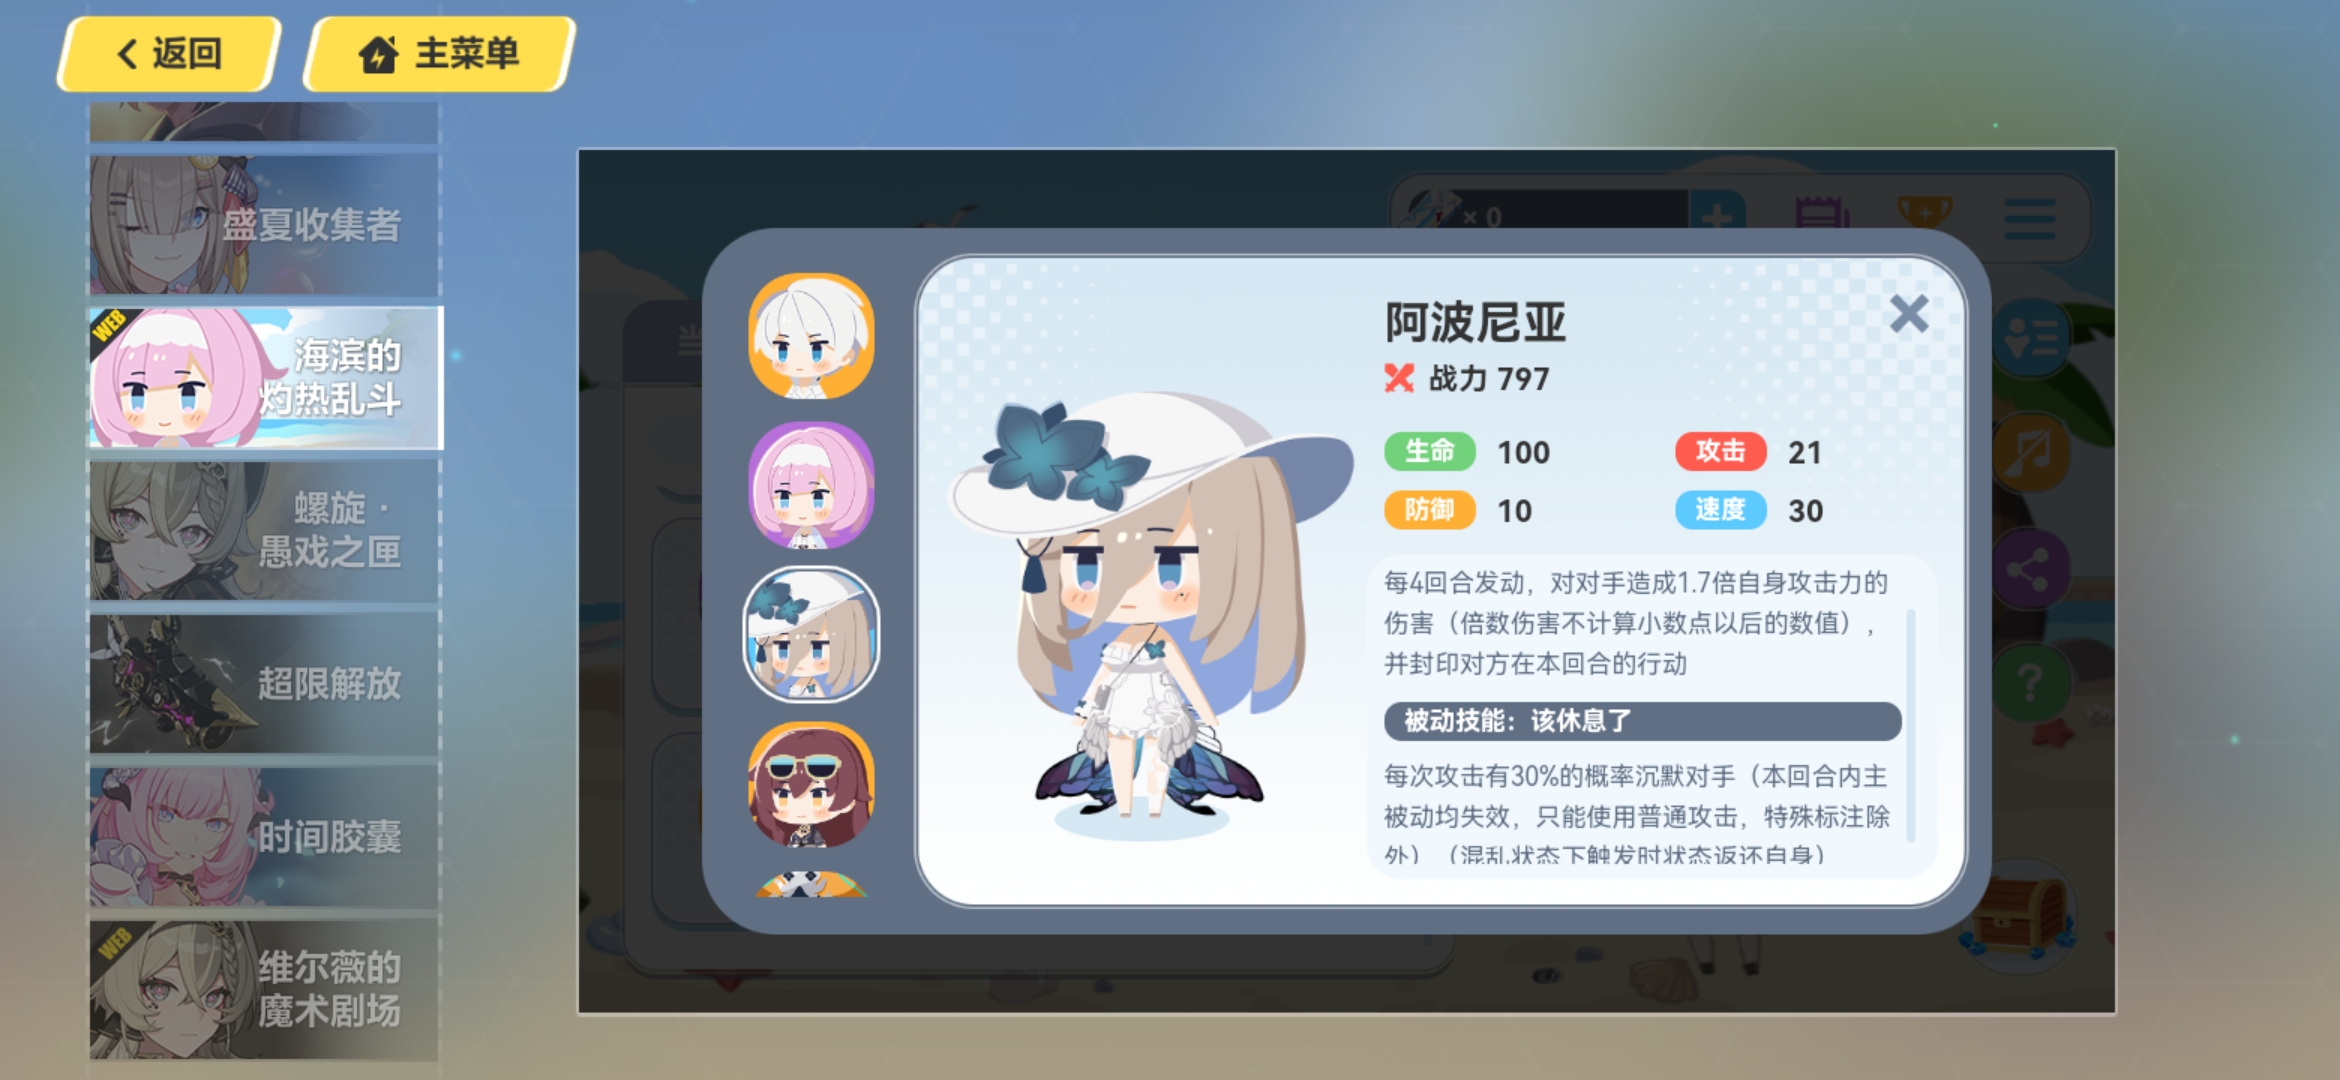 返回
主菜单
盛夏收集者
WEB
海滨的
灼热乱斗
螺旋·
愚戏之匣
超限解放
时间胶囊
WEB
维尔薇的
魔术剧场
× 0
当
阿波尼亚
战力 797
生命 100
攻击 21
防御 10
速度 30
每4回合发动，对对手造成1.7倍自身攻击力的
伤害（倍数伤害不计算小数点以后的数值），
并封印对方在本回合的行动
被动技能：该休息了
每次攻击有30%的概率沉默对手（本回合内主
被动均失效，只能使用普通攻击，特殊标注除
外）（混乱状态下触发时状态返还自身）
?